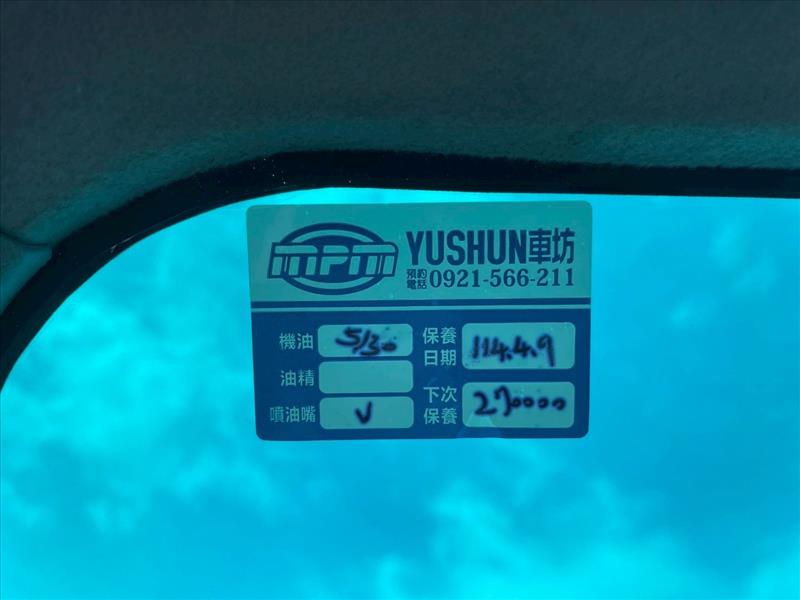 mpm YUSHUN車坊
預約電話 0921-566-211
機油 5/30 保養日期 114.4.9
油精
噴油嘴 V 下次保養 270000